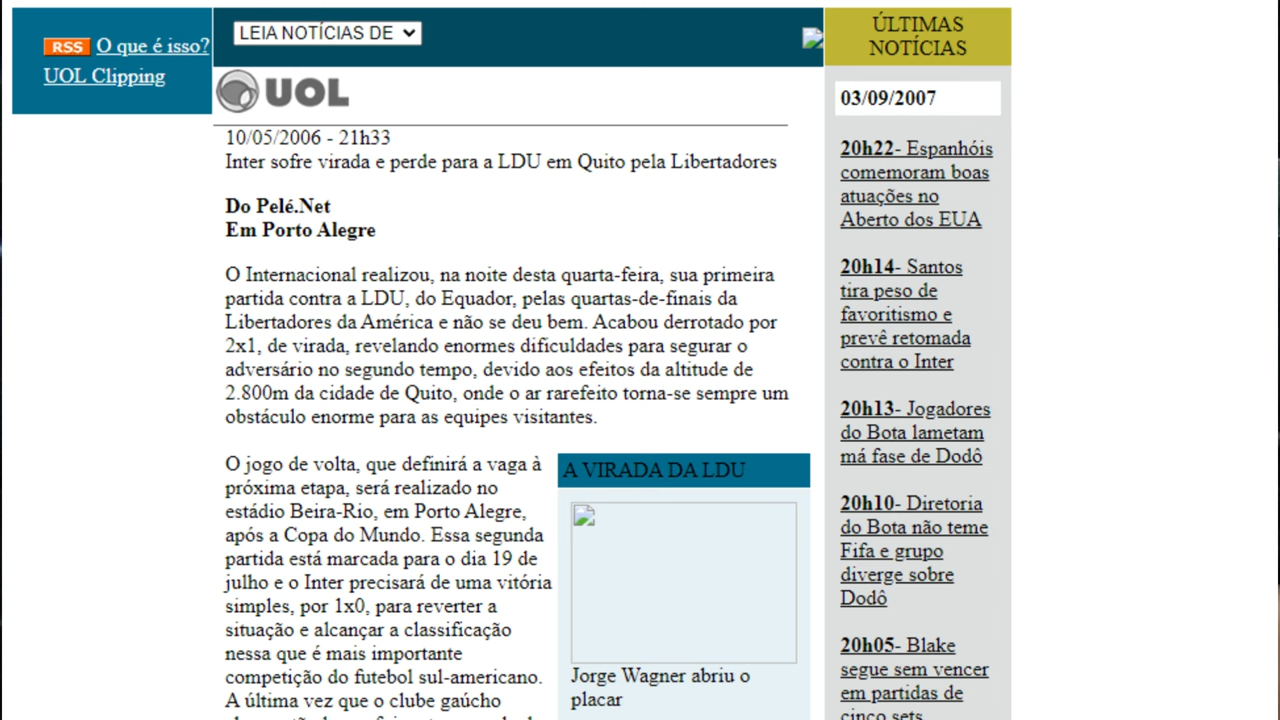 RSS O que é isso?
UOL Clipping
LEIA NOTÍCIAS DE
UOL
10/05/2006 - 21h33
Inter sofre virada e perde para a LDU em Quito pela Libertadores
Do Pelé.Net
Em Porto Alegre
O Internacional realizou, na noite desta quarta-feira, sua primeira
partida contra a LDU, do Equador, pelas quartas-de-finais da
Libertadores da América e não se deu bem. Acabou derrotado por
2x1, de virada, revelando enormes dificuldades para segurar o
adversário no segundo tempo, devido aos efeitos da altitude de
2.800m da cidade de Quito, onde o ar rarefeito torna-se sempre um
obstáculo enorme para as equipes visitantes.
O jogo de volta, que definirá a vaga à
próxima etapa, será realizado no
estádio Beira-Rio, em Porto Alegre,
após a Copa do Mundo. Essa segunda
partida está marcada para o dia 19 de
julho e o Inter precisará de uma vitória
simples, por 1x0, para reverter a
situação e alcançar a classificação
nessa que é mais importante
competição do futebol sul-americano.
A última vez que o clube gaúcho
A VIRADA DA LDU
Jorge Wagner abriu o
placar
ÚLTIMAS
NOTÍCIAS
03/09/2007
20h22- Espanhóis
comemoram boas
atuações no
Aberto dos EUA
20h14- Santos
tira peso de
favoritismo e
prevê retomada
contra o Inter
20h13- Jogadores
do Bota lametam
má fase de Dodô
20h10- Diretoria
do Bota não teme
Fifa e grupo
diverge sobre
Dodô
20h05- Blake
segue sem vencer
em partidas de
cinco sets